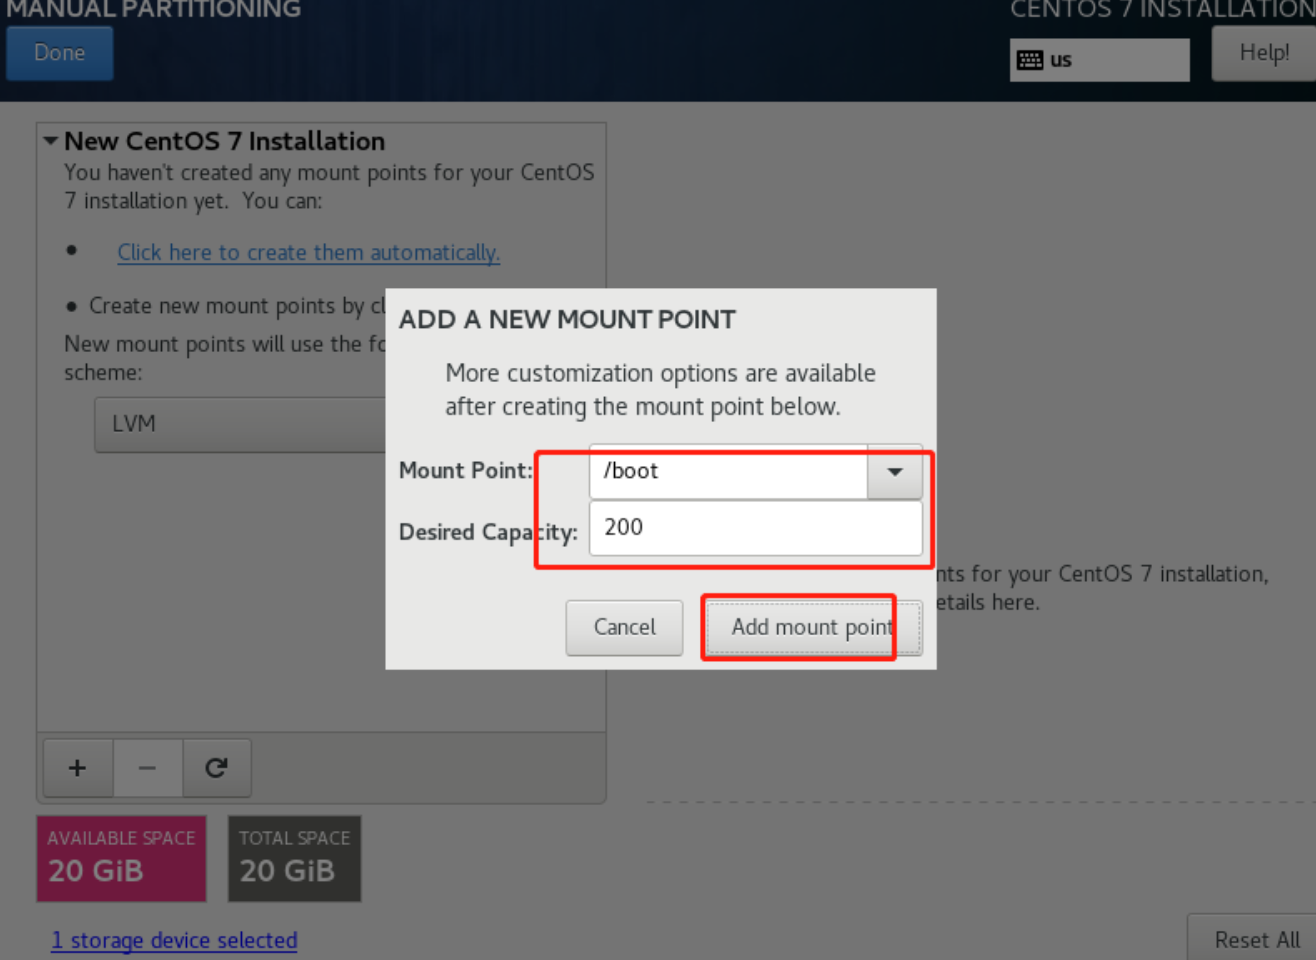 MANUAL PARTITIONING
CENTOS 7 INSTALLATION
Done
us
Help!
New CentOS 7 Installation
You haven't created any mount points for your CentOS
7 installation yet. You can:
Click here to create them automatically.
Create new mount points by cl
New mount points will use the fo
scheme:
LVM
ADD A NEW MOUNT POINT
More customization options are available
after creating the mount point below.
Mount Point:
/boot
Desired Capacity:
200
Cancel
Add mount point
nts for your CentOS 7 installation,
etails here.
+
−
AVAILABLE SPACE
20 GiB
TOTAL SPACE
20 GiB
1 storage device selected
Reset All